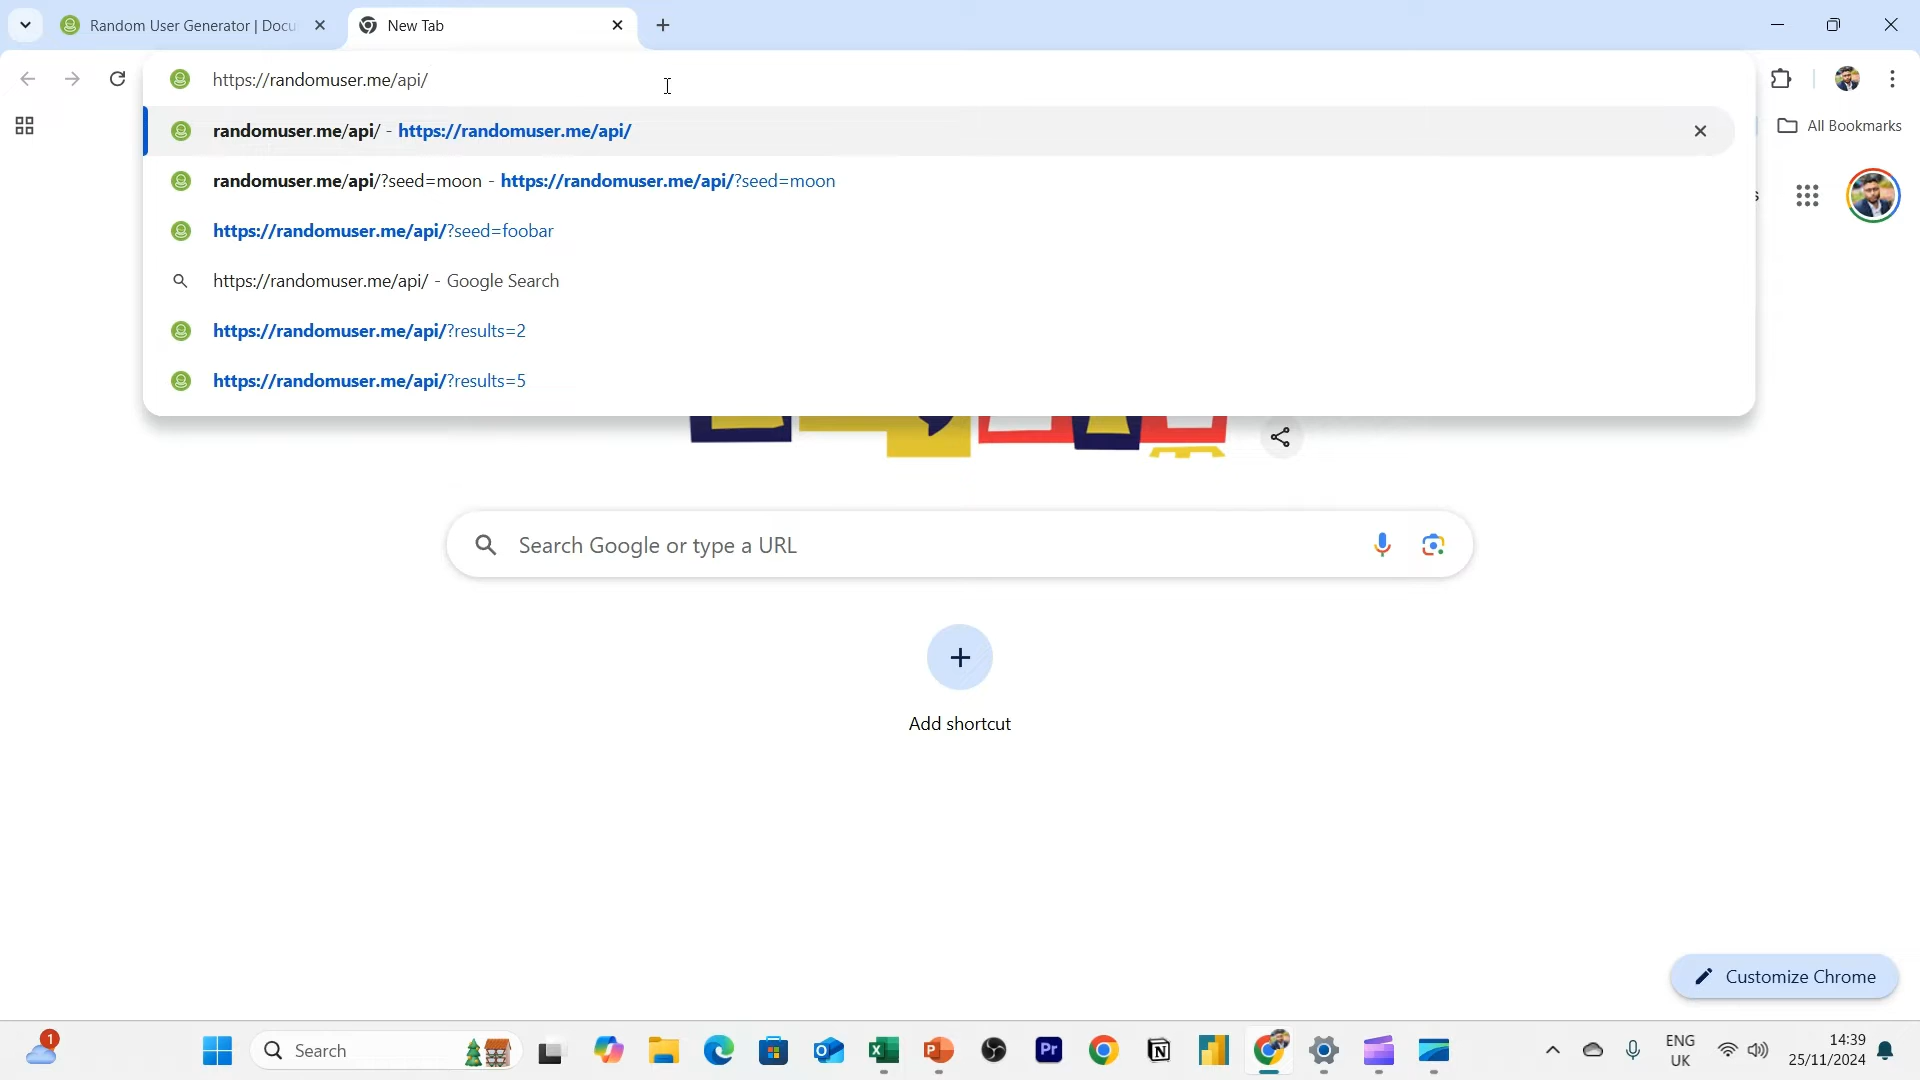 Random User Generator | Docu
New Tab
https://randomuser.me/api/
randomuser.me/api/ - https://randomuser.me/api/
All Bookmarks
randomuser.me/api/?seed=moon - https://randomuser.me/api/?seed=moon
https://randomuser.me/api/?seed=foobar
https://randomuser.me/api/ - Google Search
https://randomuser.me/api/?results=2
https://randomuser.me/api/?results=5
Search Google or type a URL
Add shortcut
Customize Chrome
1
Search
Pr
ENG
UK
14:39
25/11/2024